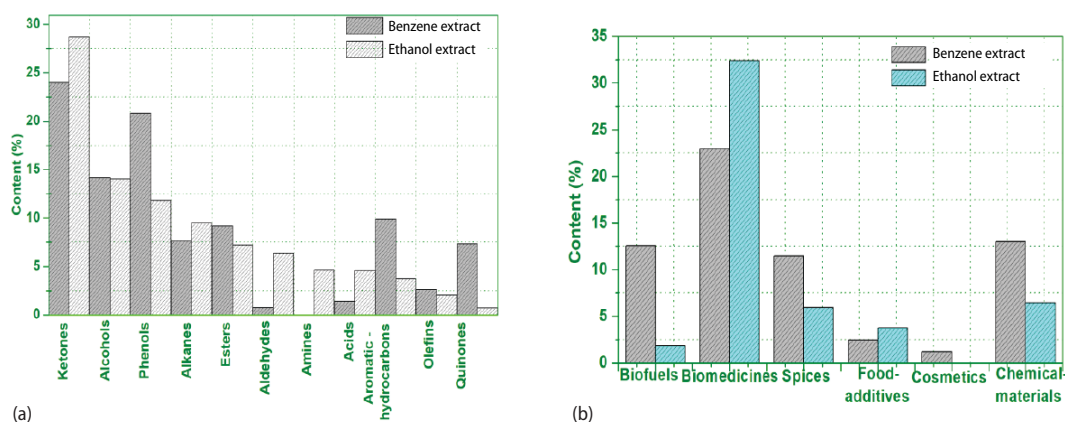 30
25
20
15
10
5
0
Content (%)
Benzene extract
Ethanol extract
Ketones
Alcohols
Phenols
Alkanes
Esters
Aldehydes
Amines
Acids
Aromatic -
hydrocarbons
Olefins
Quinones
(a)
35
30
25
20
15
10
5
0
Content (%)
Benzene extract
Ethanol extract
Biofuels
Biomedicines
Spices
Food-
additives
Cosmetics
Chemical-
materials
(b)